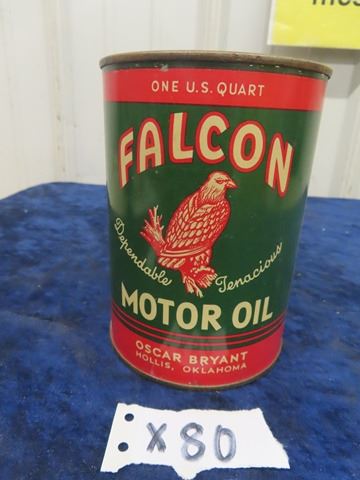 ONE U.S. QUART
FALCON
Dependable Tenacious
MOTOR OIL
OSCAR BRYANT
HOLLIS, OKLAHOMA
X80